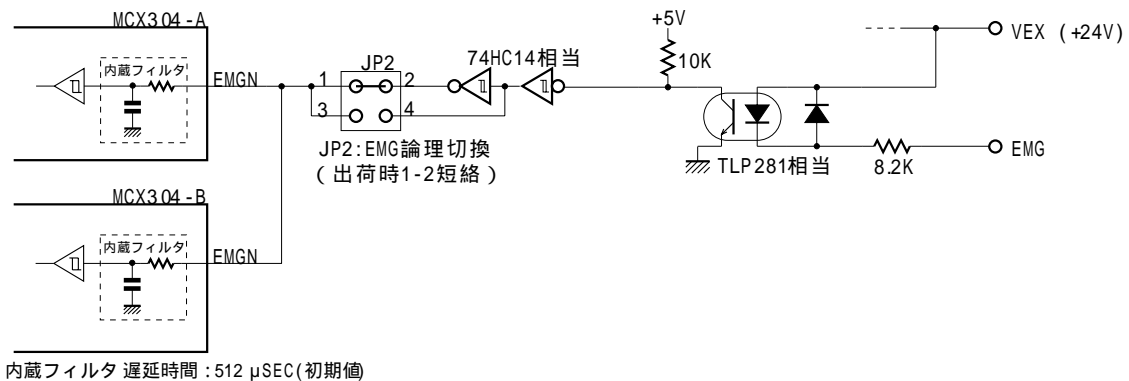 MCX304-A
内蔵フィルタ
EMGN
1 JP2 2
3 4
JP2:EMG論理切換
(出荷時1-2短絡)
74HC14相当
+5V
10K
TLP281相当
8.2K
VEX (+24V)
EMG
MCX304-B
内蔵フィルタ
EMGN
内蔵フィルタ 遅延時間:512 μSEC(初期値)